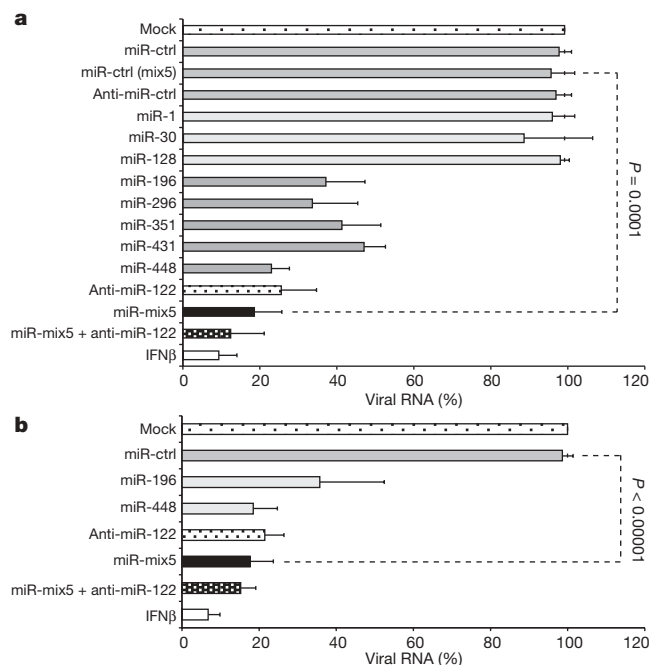 a
Mock
miR-ctrl
miR-ctrl (mix5)
Anti-miR-ctrl
miR-1
miR-30
miR-128
miR-196
miR-296
miR-351
miR-431
miR-448
Anti-miR-122
miR-mix5
miR-mix5 + anti-miR-122
IFNβ
P = 0.0001
0 20 40 60 80 100 120
Viral RNA (%)
b
Mock
miR-ctrl
miR-196
miR-448
Anti-miR-122
miR-mix5
miR-mix5 + anti-miR-122
IFNβ
P < 0.00001
0 20 40 60 80 100 120
Viral RNA (%)